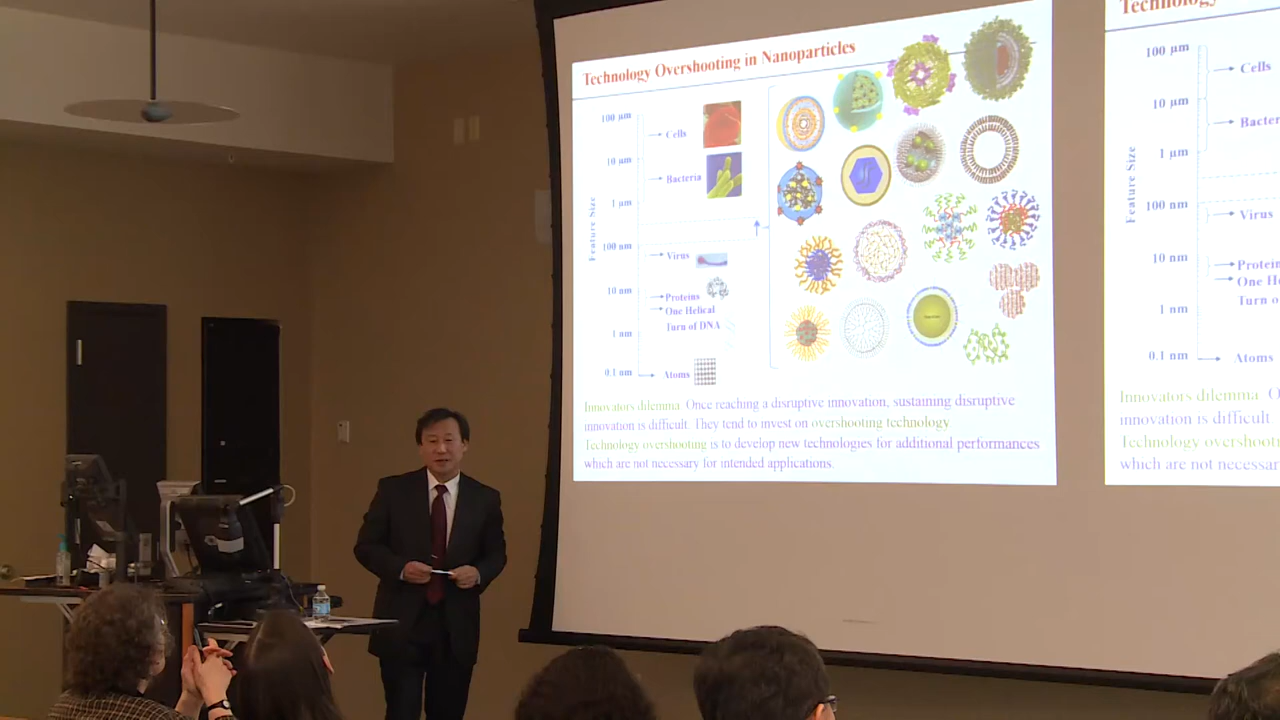 Technology Overshooting in Nanoparticles
Feature Size
100 µm
10 µm
1 µm
100 nm
10 nm
1 nm
0.1 nm
Cells
Bacteria
Virus
Proteins
One Helical
Turn of DNA
Atoms
Innovators dilemma. Once reaching a disruptive innovation, sustaining disruptive
innovation is difficult. They tend to invest on overshooting technology.
Technology overshooting is to develop new technologies for additional performances
which are not necessary for intended applications.
Technology
Feature Size
100 µm
10 µm
1 µm
100 nm
10 nm
1 nm
0.1 nm
Cells
Bacter
Virus
Protein
One He
Turn o
Atoms
Innovators dilemma. O
innovation is difficult.
Technology overshooti
which are not necessar